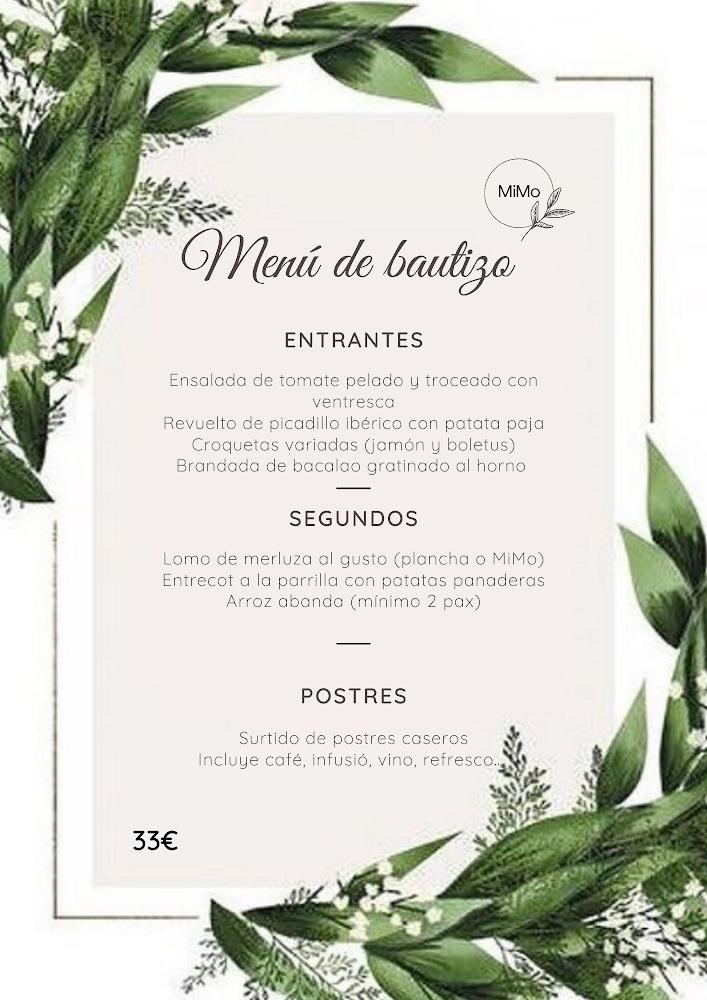 MiMo
Menú de bautizo
ENTRANTES
Ensalada de tomate pelado y troceado con
ventresca
Revuelto de picadillo ibérico con patata paja
Croquetas variadas (jamón y boletus)
Brandada de bacalao gratinado al horno
SEGUNDOS
Lomo de merluza al gusto (plancha o MiMo)
Entrecot a la parrilla con patatas panaderas
Arroz abanda (mínimo 2 pax)
POSTRES
Surtido de postres caseros
Incluye café, infusió, vino, refresco...
33€